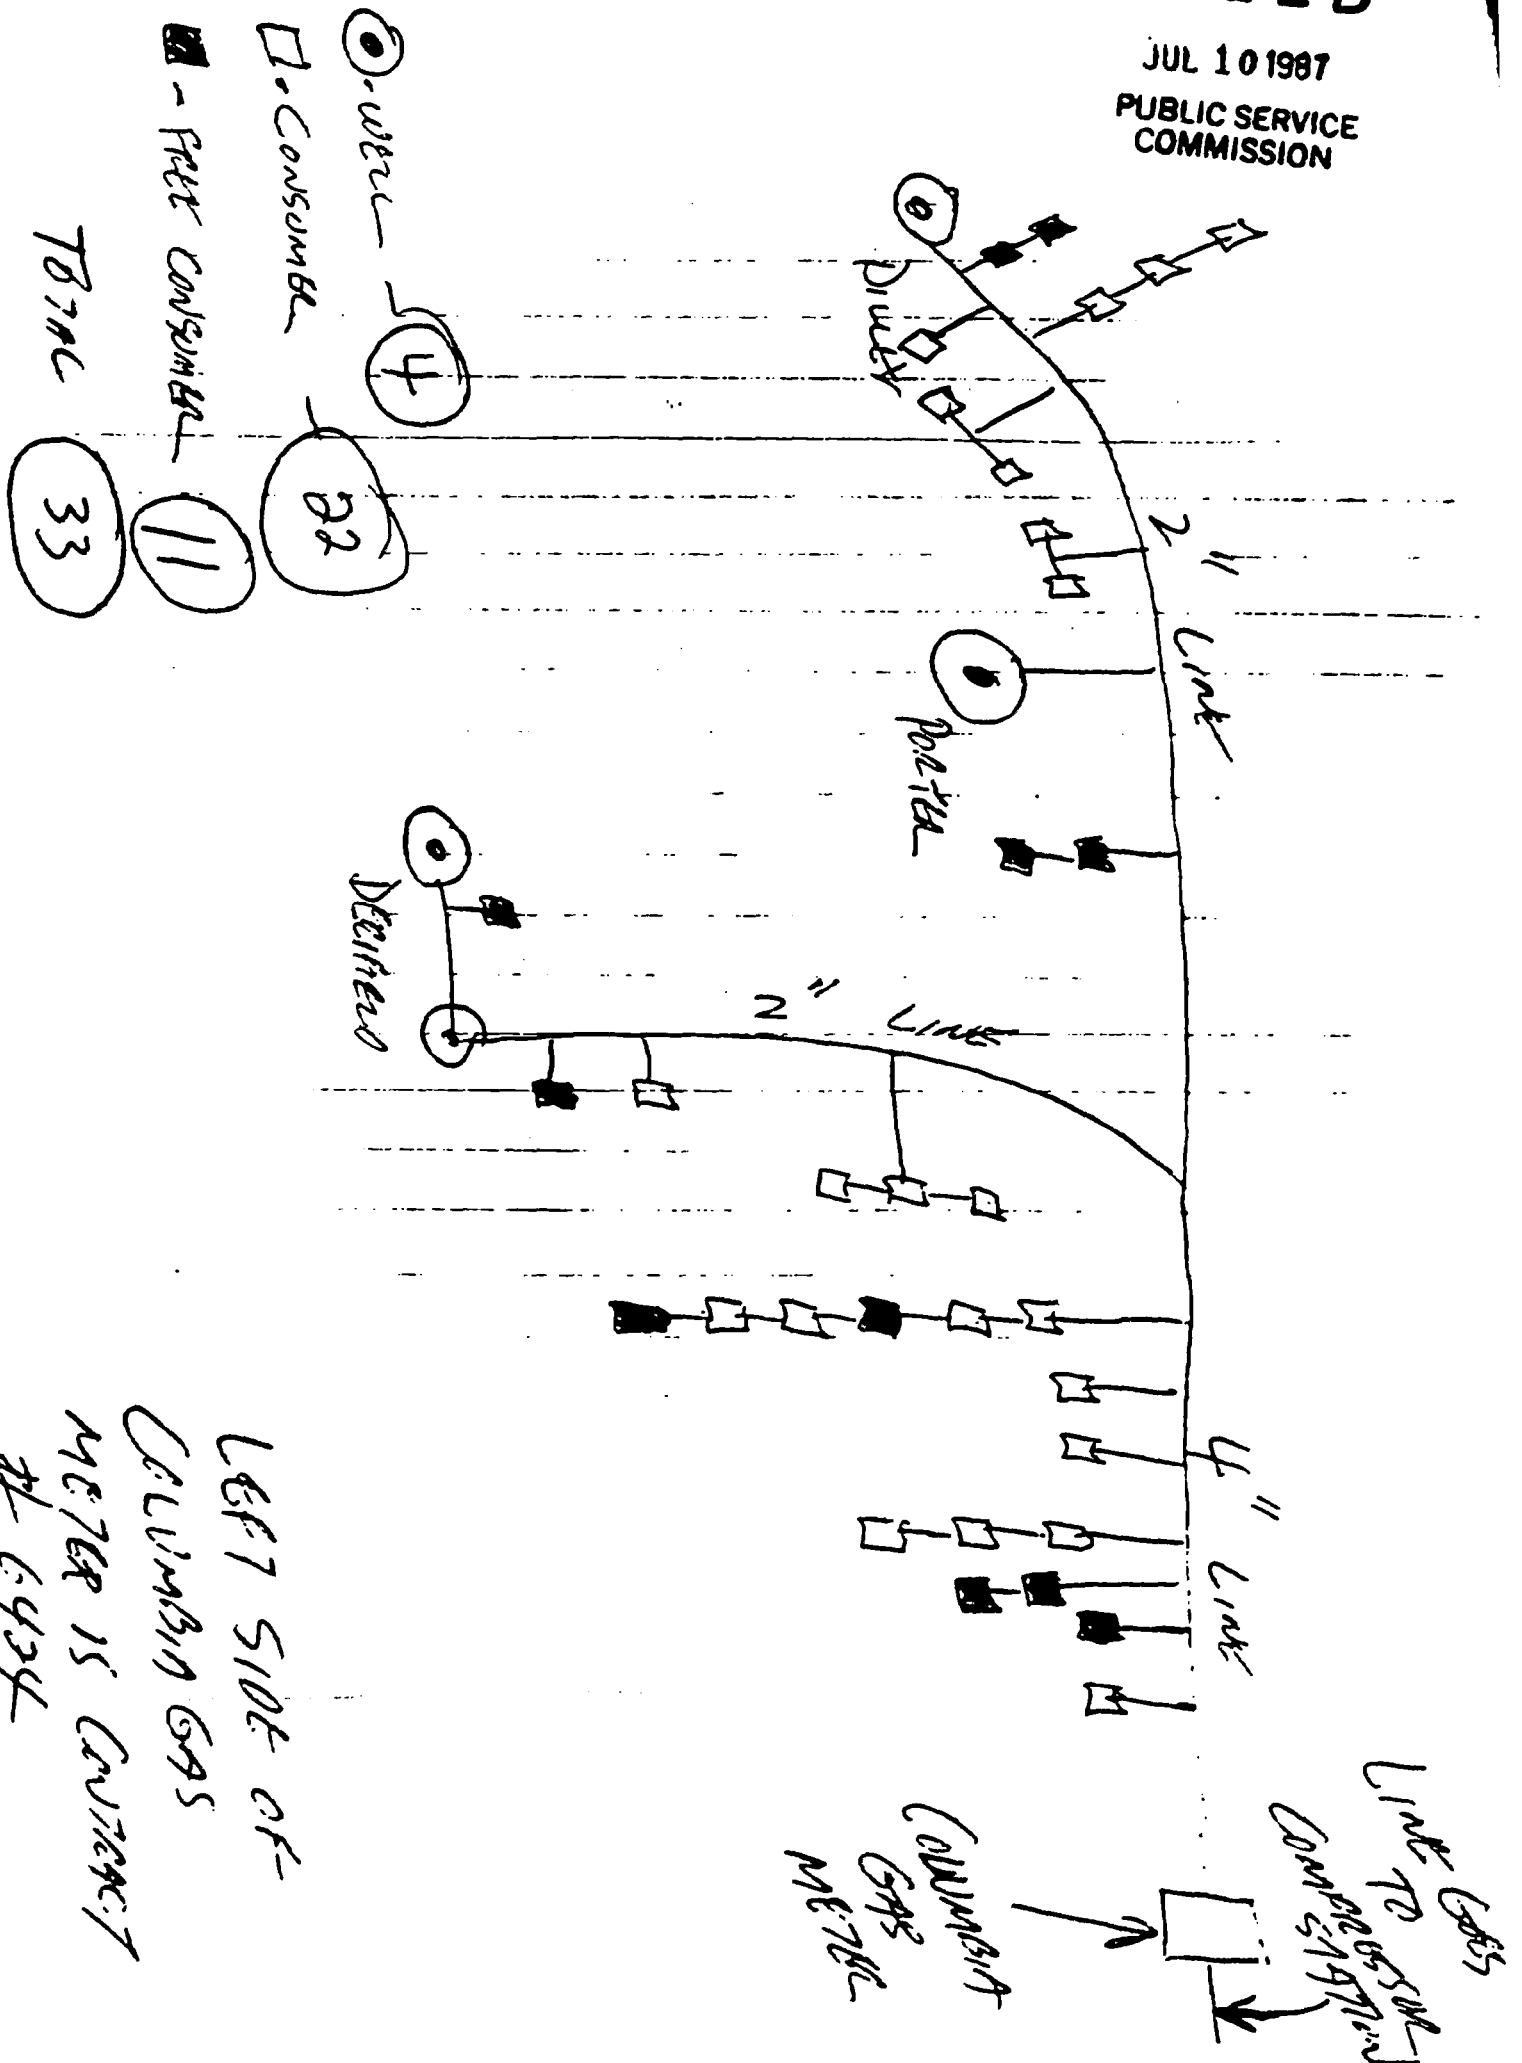 JUL 10 1987
PUBLIC SERVICE
COMMISSION
LINE GOES
TO
COMPRESSOR
STATION
COLUMBIA
GAS
METER
2" LINE
4" LINE
PORTER
2" LINE
- WELL
4
- CONSUMER
22
- FREE CONSUMER
11
TOTAL
33
LEFT SIDE OF
COLUMBIA GAS
METER IS CONTRACT